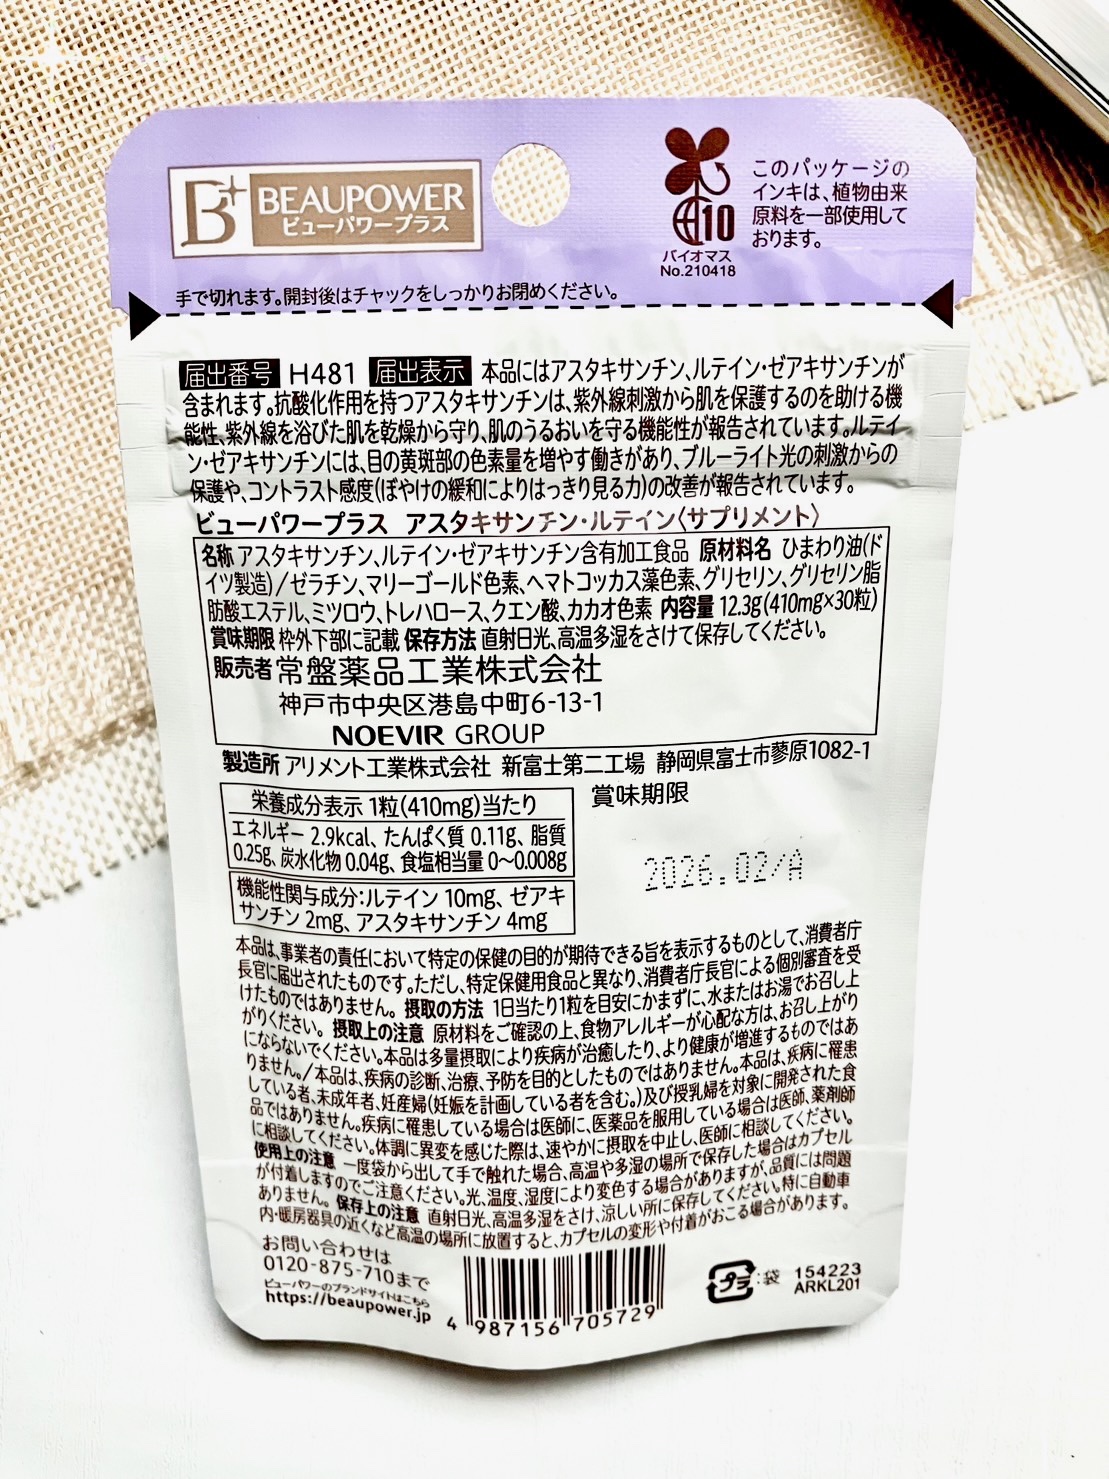 B+ BEAUPOWER
ビューパワープラス
10
バイオマス
No.210418
このパッケージの
インキは、植物由来
原料を一部使用して
おります。
手で切れます。開封後はチャックをしっかりお閉めください。
届出番号 H481 届出表示 本品にはアスタキサンチン、ルテイン・ゼアキサンチンが
含まれます。抗酸化作用を持つアスタキサンチンは、紫外線刺激から肌を保護するのを助ける機
能性、紫外線を浴びた肌を乾燥から守り、肌のうるおいを守る機能性が報告されています。ルテイ
ン・ゼアキサンチンには、目の黄斑部の色素量を増やす働きがあり、ブルーライト光の刺激からの
保護や、コントラスト感度(ぼやけの緩和によりはっきり見る力)の改善が報告されています。
ビューパワープラス アスタキサンチン・ルテイン〈サプリメント〉
名称 アスタキサンチン、ルテイン・ゼアキサンチン含有加工食品 原材料名 ひまわり油(ド
イツ製造)/ゼラチン、マリーゴールド色素、ヘマトコッカス藻色素、グリセリン、グリセリン脂
肪酸エステル、ミツロウ、トレハロース、クエン酸、カカオ色素 内容量 12.3g(410mg×30粒)
賞味期限 枠外下部に記載 保存方法 直射日光、高温多湿をさけて保存してください。
販売者 常盤薬品工業株式会社
神戸市中央区港島中町6-13-1
NOEVIR GROUP
製造所 アリメント工業株式会社 新富士第二工場 静岡県富士市蓼原1082-1
栄養成分表示 1粒(410mg)当たり
エネルギー 2.9kcal、たんぱく質 0.11g、脂質
0.25g、炭水化物 0.04g、食塩相当量 0～0.008g
機能性関与成分:ルテイン 10mg、ゼアキ
サンチン 2mg、アスタキサンチン 4mg
賞味期限
2026.02/A
本品は、事業者の責任において特定の保健の目的が期待できる旨を表示するものとして、消費者庁
長官に届出されたものです。ただし、特定保健用食品と異なり、消費者庁長官による個別審査を受
けたものではありません。 摂取の方法 1日当たり1粒を目安にかまずに、水またはお湯でお召し上
がりください。 摂取上の注意 原材料をご確認の上、食物アレルギーが心配な方は、お召し上がり
にならないでください。本品は多量摂取により疾病が治癒したり、より健康が増進するものではあ
りません。/本品は、疾病の診断、治療、予防を目的としたものではありません。本品は、疾病に罹患
している者、未成年者、妊産婦(妊娠を計画している者を含む。)及び授乳婦を対象に開発された食
品ではありません。疾病に罹患している場合は医師に、医薬品を服用している場合は医師、薬剤師
に相談してください。体調に異変を感じた際は、速やかに摂取を中止し、医師に相談してください。
使用上の注意 一度袋から出して手で触れた場合、高温や多湿の場所で保存した場合はカプセル
が付着しますのでご注意ください。光、温度、湿度により変色する場合がありますが、品質には問題
ありません。 保存上の注意 直射日光、高温多湿をさけ、涼しい所に保存してください。特に自動車
内・暖房器具の近くなど高温の場所に放置すると、カプセルの変形や付着がおこる場合があります。
お問い合わせは
0120-875-710まで
ビューパワーのブランドサイトはこちら
https://beaupower.jp
4 987156 705729
プラ :袋
154223
ARKL201